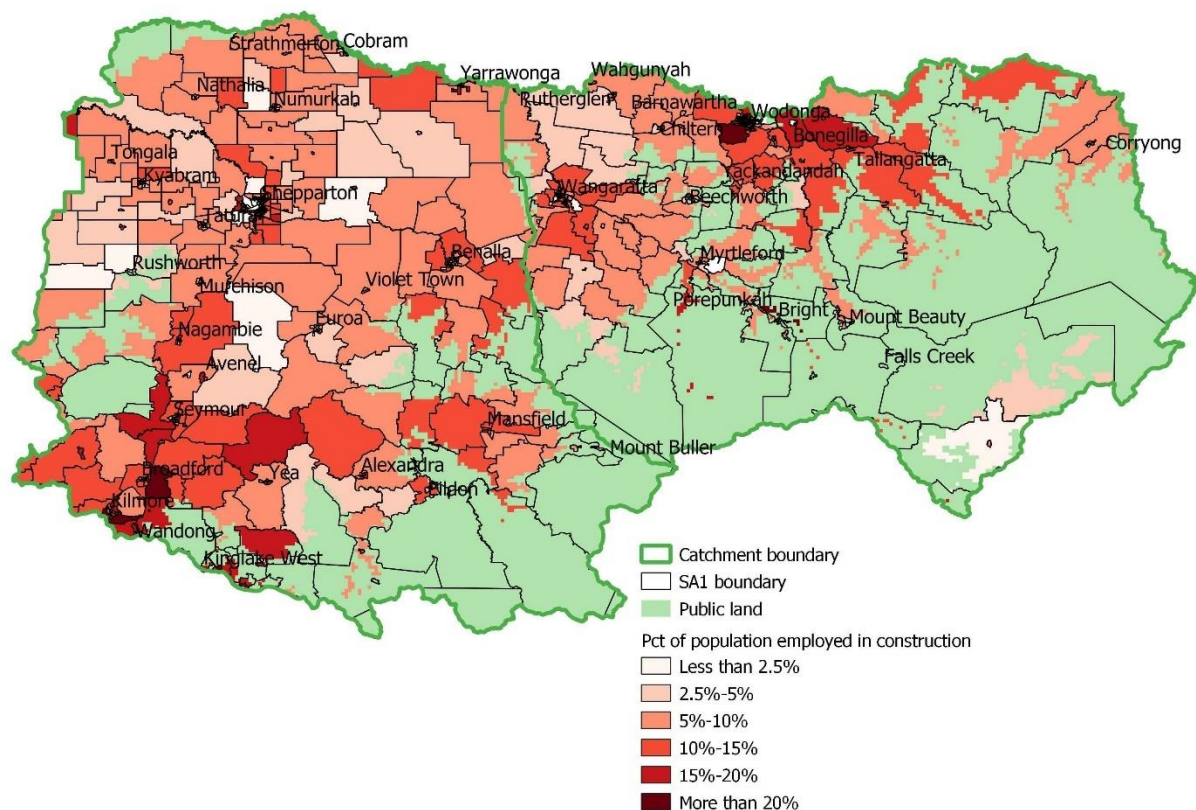 Strathmerton
Cobram
Yarrawonga
Wahgunyah
Nathalia
Numurkah
Rutherglen
Barnawartha
Wodonga
Chiltern
Bonegilla
Corryong
Tongala
Tallangatta
Kyabram
Shepparton
Wangaratta
Yackandandah
Beechworth
Tatura
Rushworth
Benalla
Myrtleford
Murchison
Violet Town
Porepunkah
Bright
Mount Beauty
Nagambie
Euroa
Falls Creek
Avenel
Seymour
Mansfield
Mount Buller
Broadford
Yea
Alexandra
Eildon
Kilmore
Wandong
Kinglake West
Catchment boundary
SA1 boundary
Public land
Pct of population employed in construction
Less than 2.5%
2.5%-5%
5%-10%
10%-15%
15%-20%
More than 20%